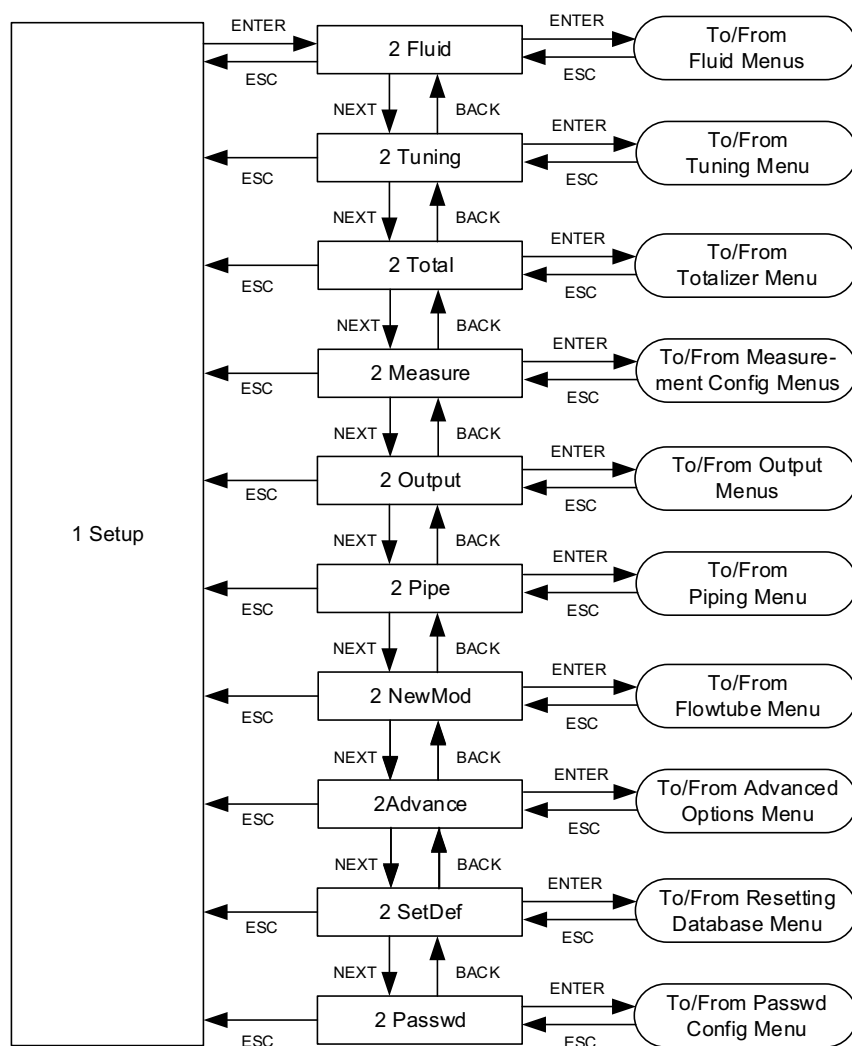 1 Setup
ENTER
ESC
2 Fluid
ENTER
ESC
To/From
Fluid Menus
NEXT
BACK
ESC
2 Tuning
ENTER
ESC
To/From
Tuning Menu
NEXT
BACK
ESC
2 Total
ENTER
ESC
To/From
Totalizer Menu
NEXT
BACK
ESC
2 Measure
ENTER
ESC
To/From Measure-
ment Config Menus
NEXT
BACK
ESC
2 Output
ENTER
ESC
To/From Output
Menus
NEXT
BACK
ESC
2 Pipe
ENTER
ESC
To/From
Piping Menu
NEXT
BACK
ESC
2 NewMod
ENTER
ESC
To/From
Flowtube Menu
NEXT
BACK
ESC
2Advance
ENTER
ESC
To/From Advanced
Options Menu
NEXT
BACK
ESC
2 SetDef
ENTER
ESC
To/From Resetting
Database Menu
NEXT
BACK
ESC
2 Passwd
ENTER
ESC
To/From Passwd
Config Menu